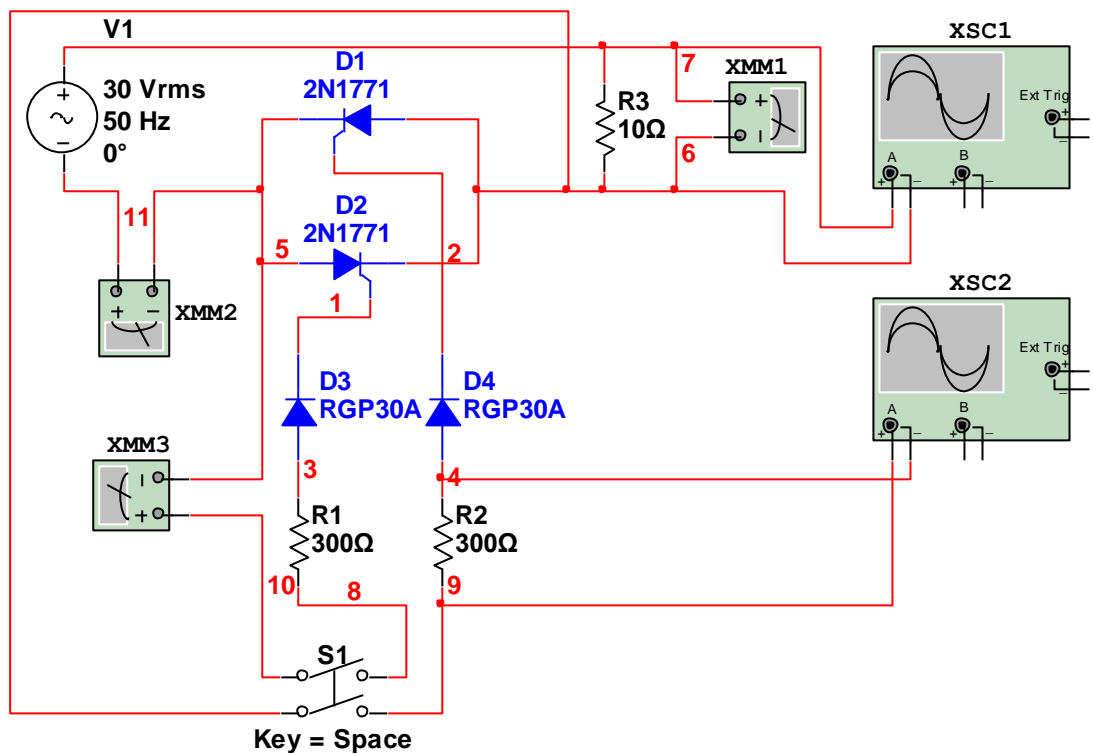 V1
30 Vrms
50 Hz
0°
D1
2N1771
D2
2N1771
7
XMM1
+
−
R3
10Ω
6
XSC1
Ext Trig
+
−
A
B
+
−
+
−
11
5
2
1
+
−
XMM2
XSC2
Ext Trig
+
−
A
B
+
−
+
−
D3
RGP30A
D4
RGP30A
XMM3
−
+
3
4
R1
300Ω
R2
300Ω
10
8
9
S1
Key = Space
+
~
−